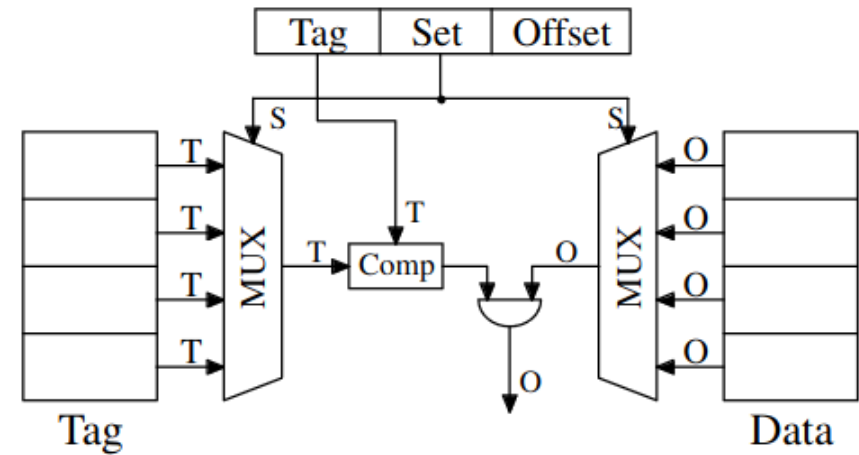 Tag Set Offset
S S
T O
T T O
MUX T Comp O MUX
T O
T O
O
Tag Data